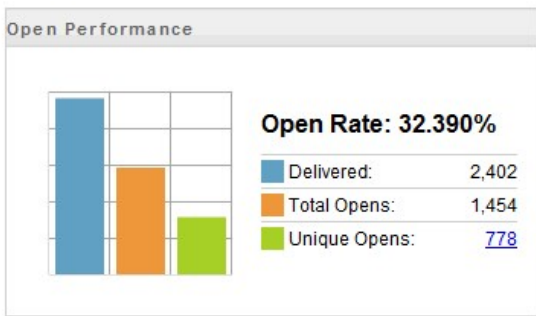 Open Performance
Open Rate: 32.390%
Delivered: 2,402
Total Opens: 1,454
Unique Opens: 778